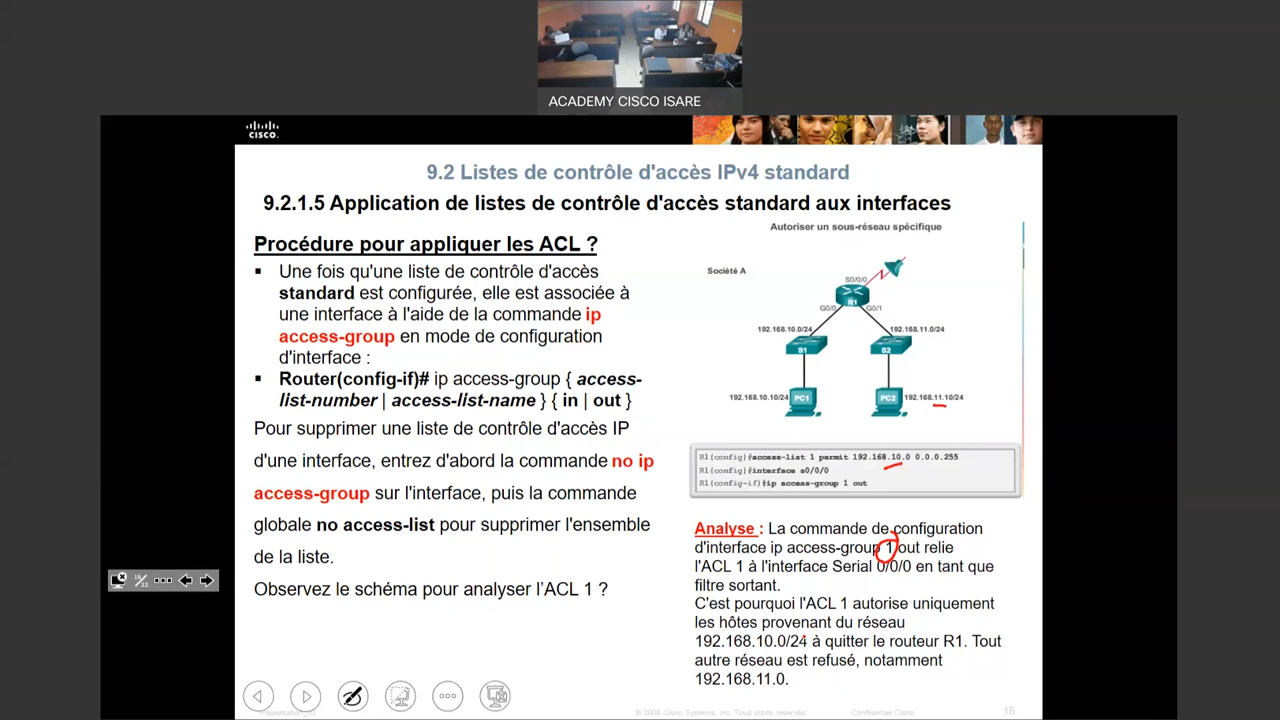 ACADEMY CISCO ISARE
CISCO.
9.2 Listes de contrôle d'accès IPv4 standard
9.2.1.5 Application de listes de contrôle d'accès standard aux interfaces
Procédure pour appliquer les ACL ?
Une fois qu'une liste de contrôle d'accès
standard est configurée, elle est associée à
une interface à l'aide de la commande ip
access-group en mode de configuration
d'interface :
Router(config-if)# ip access-group { access-
list-number | access-list-name } { in | out }
Pour supprimer une liste de contrôle d'accès IP
d'une interface, entrez d'abord la commande no ip
access-group sur l'interface, puis la commande
globale no access-list pour supprimer l'ensemble
de la liste.
Observez le schéma pour analyser l'ACL 1 ?
Autoriser un sous-réseau spécifique
Société A
S0/0/0
R1
G0/0
G0/1
192.168.10.0/24
192.168.11.0/24
S1
S2
192.168.10.10/24
PC1
PC2
192.168.11.10/24
R1(config)#access-list 1 permit 192.168.10.0 0.0.0.255
R1(config)#interface s0/0/0
R1(config-if)#ip access-group 1 out
Analyse : La commande de configuration
d'interface ip access-group 1 out relie
l'ACL 1 à l'interface Serial 0/0/0 en tant que
filtre sortant.
C'est pourquoi l'ACL 1 autorise uniquement
les hôtes provenant du réseau
192.168.10.0/24 à quitter le routeur R1. Tout
autre réseau est refusé, notamment
192.168.11.0.
Presentation_ID
© 2008 Cisco Systems, Inc. Tous droits réservés
Confidentiel Cisco
16